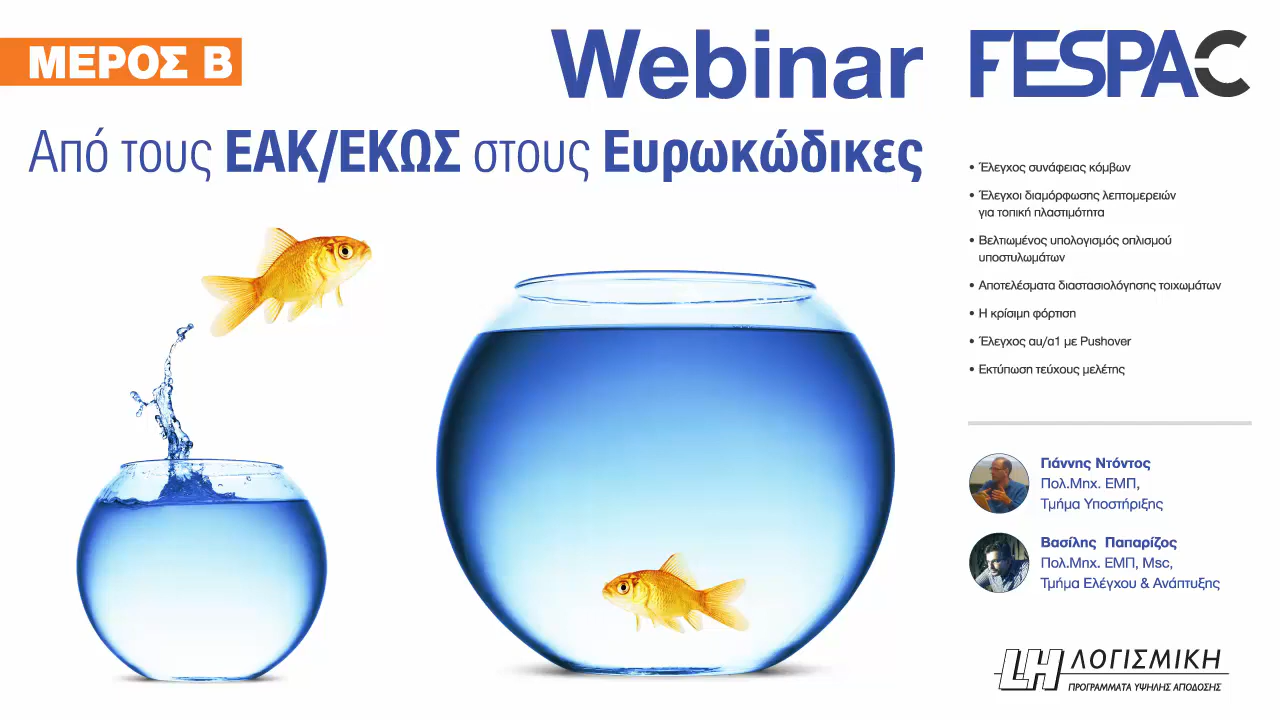 ΜΕΡΟΣ Β
Webinar FESPAC
Από τους ΕΑΚ/ΕΚΩΣ στους Ευρωκώδικες
• Έλεγχος συνάφειας κόμβων
• Έλεγχοι διαμόρφωσης λεπτομερειών
για τοπική πλαστιμότητα
• Βελτιωμένος υπολογισμός οπλισμού
υποστυλωμάτων
• Αποτελέσματα διαστασιολόγησης τοιχωμάτων
• Η κρίσιμη φόρτιση
• Έλεγχος αu/α1 με Pushover
• Εκτύπωση τεύχους μελέτης
Γιάννης Ντόντος
Πολ.Μηχ. ΕΜΠ,
Τμήμα Υποστήριξης
Βασίλης Παπαρίζος
Πολ.Μηχ. ΕΜΠ, Msc,
Τμήμα Ελέγχου & Ανάπτυξης
LH ΛΟΓΙΣΜΙΚΗ
ΠΡΟΓΡΑΜΜΑΤΑ ΥΨΗΛΗΣ ΑΠΟΔΟΣΗΣ